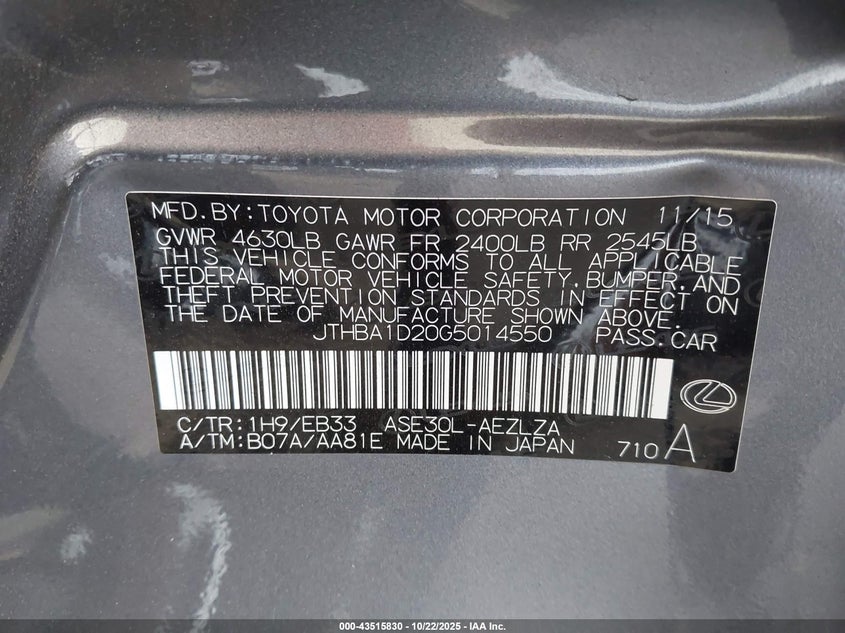 MFD.BY:TOYOTA MOTOR CORPORATION 11/15
GVWR 4630LB GAWR FR 2400LB RR 2545LB
THIS VEHICLE CONFORMS TO ALL APPLICABLE
FEDERAL MOTOR VEHICLE SAFETY,BUMPER,AND
THEFT PREVENTION STANDARDS IN EFFECT ON
THE DATE OF MANUFACTURE SHOWN ABOVE.
JTHBA1D20G5014550 PASS.CAR
C/TR:1H9/EB33 ASE30L-AEZLZA
A/TM:B07A/AA81E MADE IN JAPAN 710A
000-43515830 | 10/22/2025 | IAA Inc.